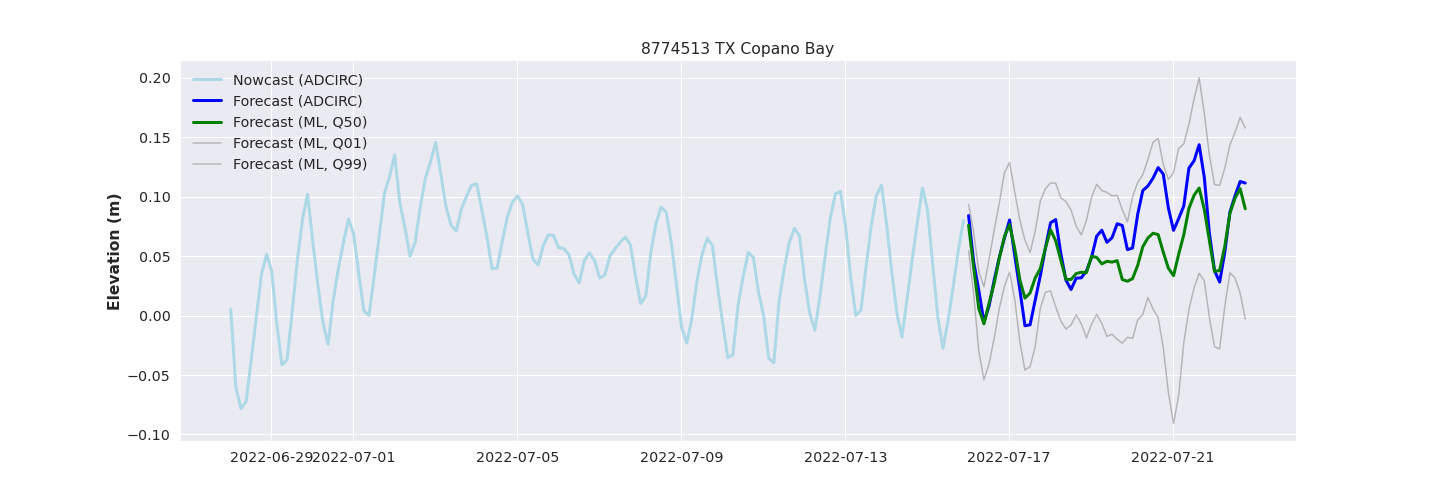 8774513 TX Copano Bay
Nowcast (ADCIRC)
Forecast (ADCIRC)
Forecast (ML, Q50)
Forecast (ML, Q01)
Forecast (ML, Q99)
Elevation (m)
0.20
0.15
0.10
0.05
0.00
−0.05
−0.10
2022-06-29 2022-07-01 2022-07-05 2022-07-09 2022-07-13 2022-07-17 2022-07-21